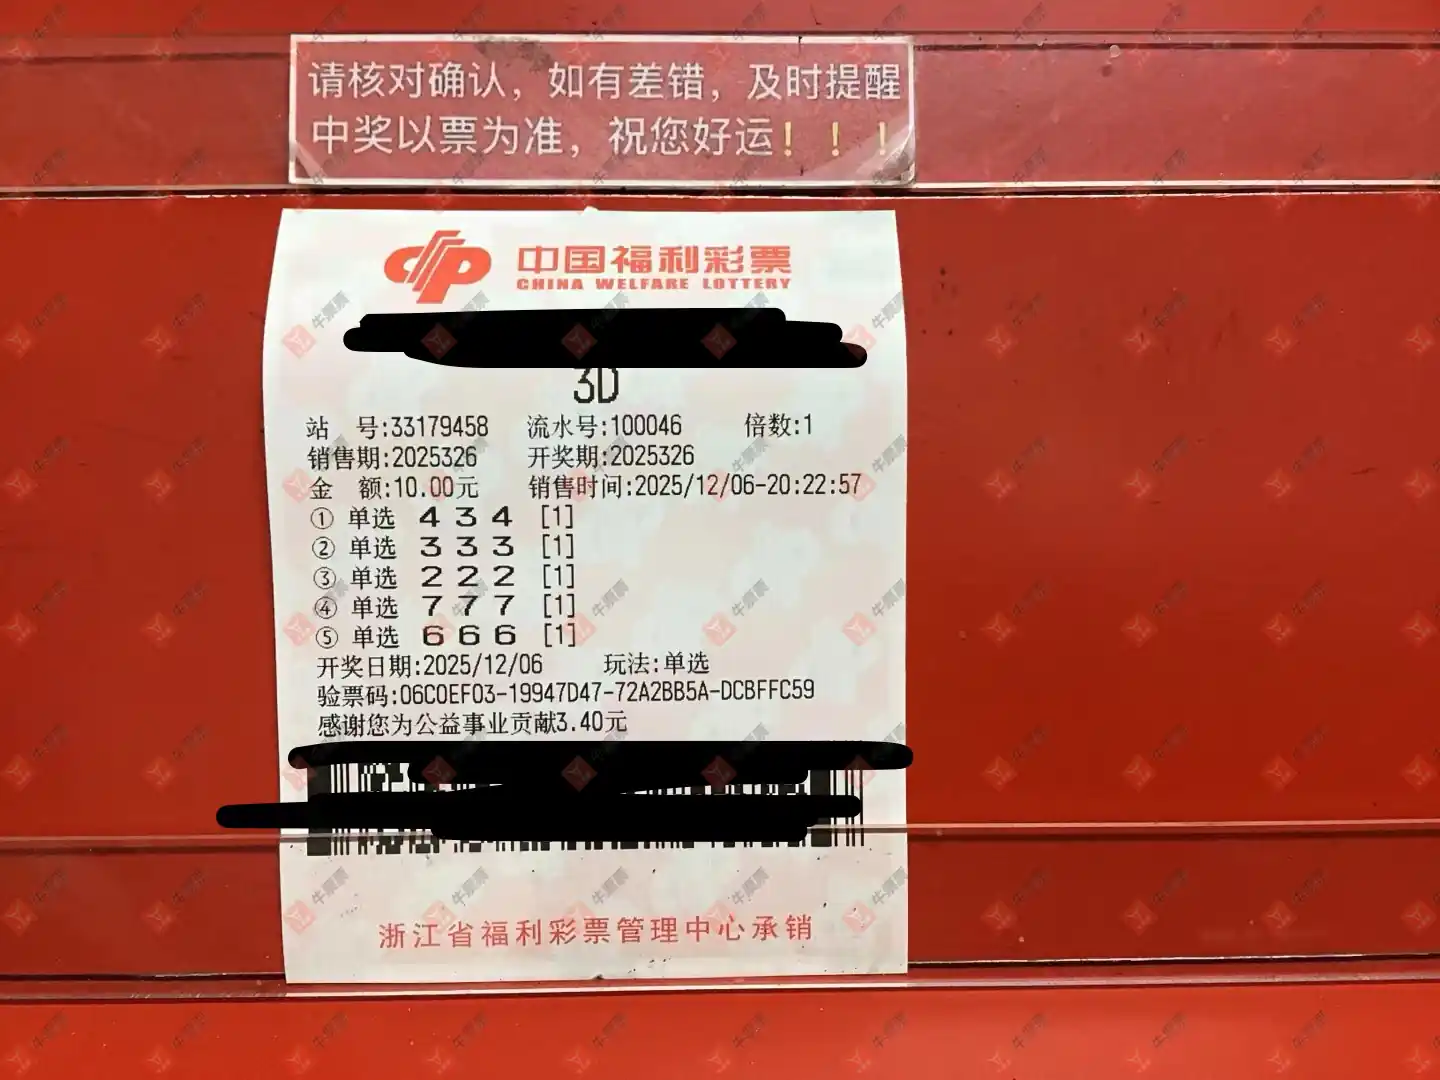 请核对确认，如有差错，及时提醒
中奖以票为准，祝您好运！！！
中国福利彩票
CHINA WELFARE LOTTERY
3D
站 号:33179458 流水号:100046 倍数:1
销售期:2025326 开奖期:2025326
金 额:10.00元 销售时间:2025/12/06-20:22:57
① 单选 4 3 4 [1]
② 单选 3 3 3 [1]
③ 单选 2 2 2 [1]
④ 单选 7 7 7 [1]
⑤ 单选 6 6 6 [1]
开奖日期:2025/12/06 玩法:单选
验票码:06C0EF03-19947D47-72A2BB5A-DCBFFC59
感谢您为公益事业贡献3.40元
浙江省福利彩票管理中心承销